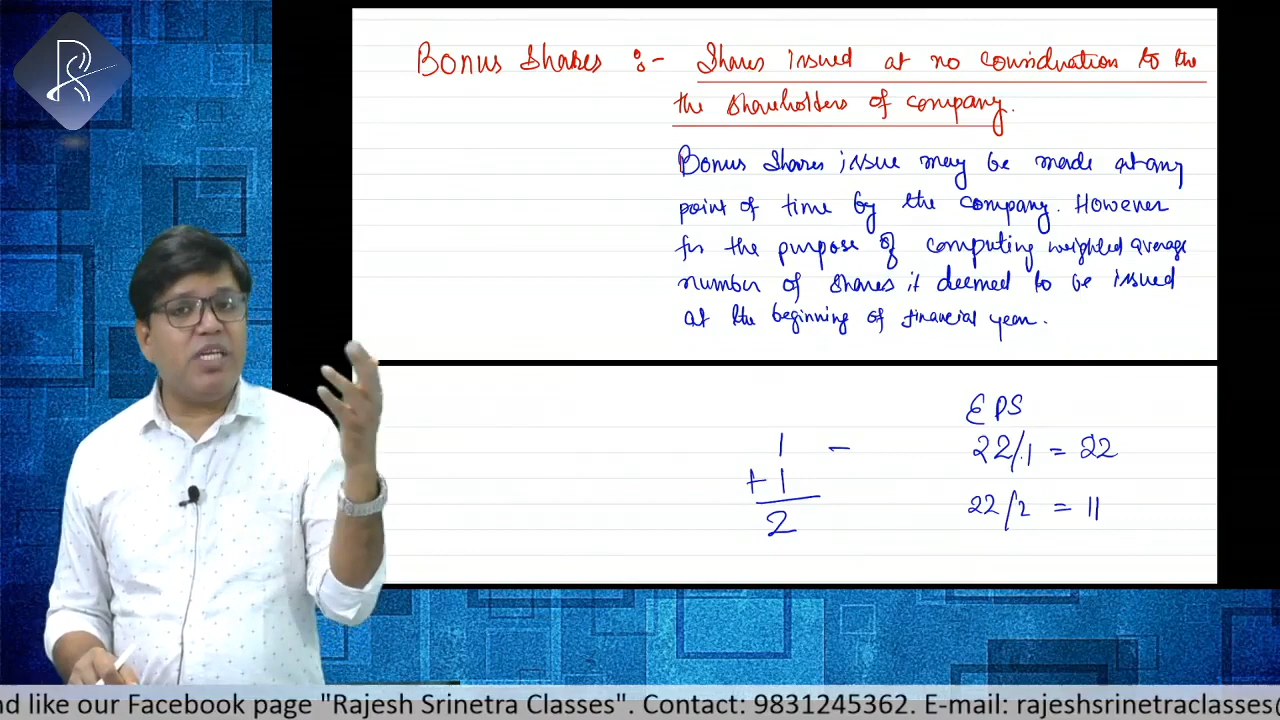 Bonus Shares :- Shares issued at no consideration to the
the shareholders of company.
Bonus Shares issue may be made at any
point of time by the company. However
for the purpose of computing weighted average
number of shares it deemed to be issued
at the beginning of financial year.
EPS
1 - 22/1 = 22
+ 1
2 22/2 = 11
nd like our Facebook page "Rajesh Srinetra Classes". Contact: 9831245362. E-mail: rajeshsrinetraclasses@